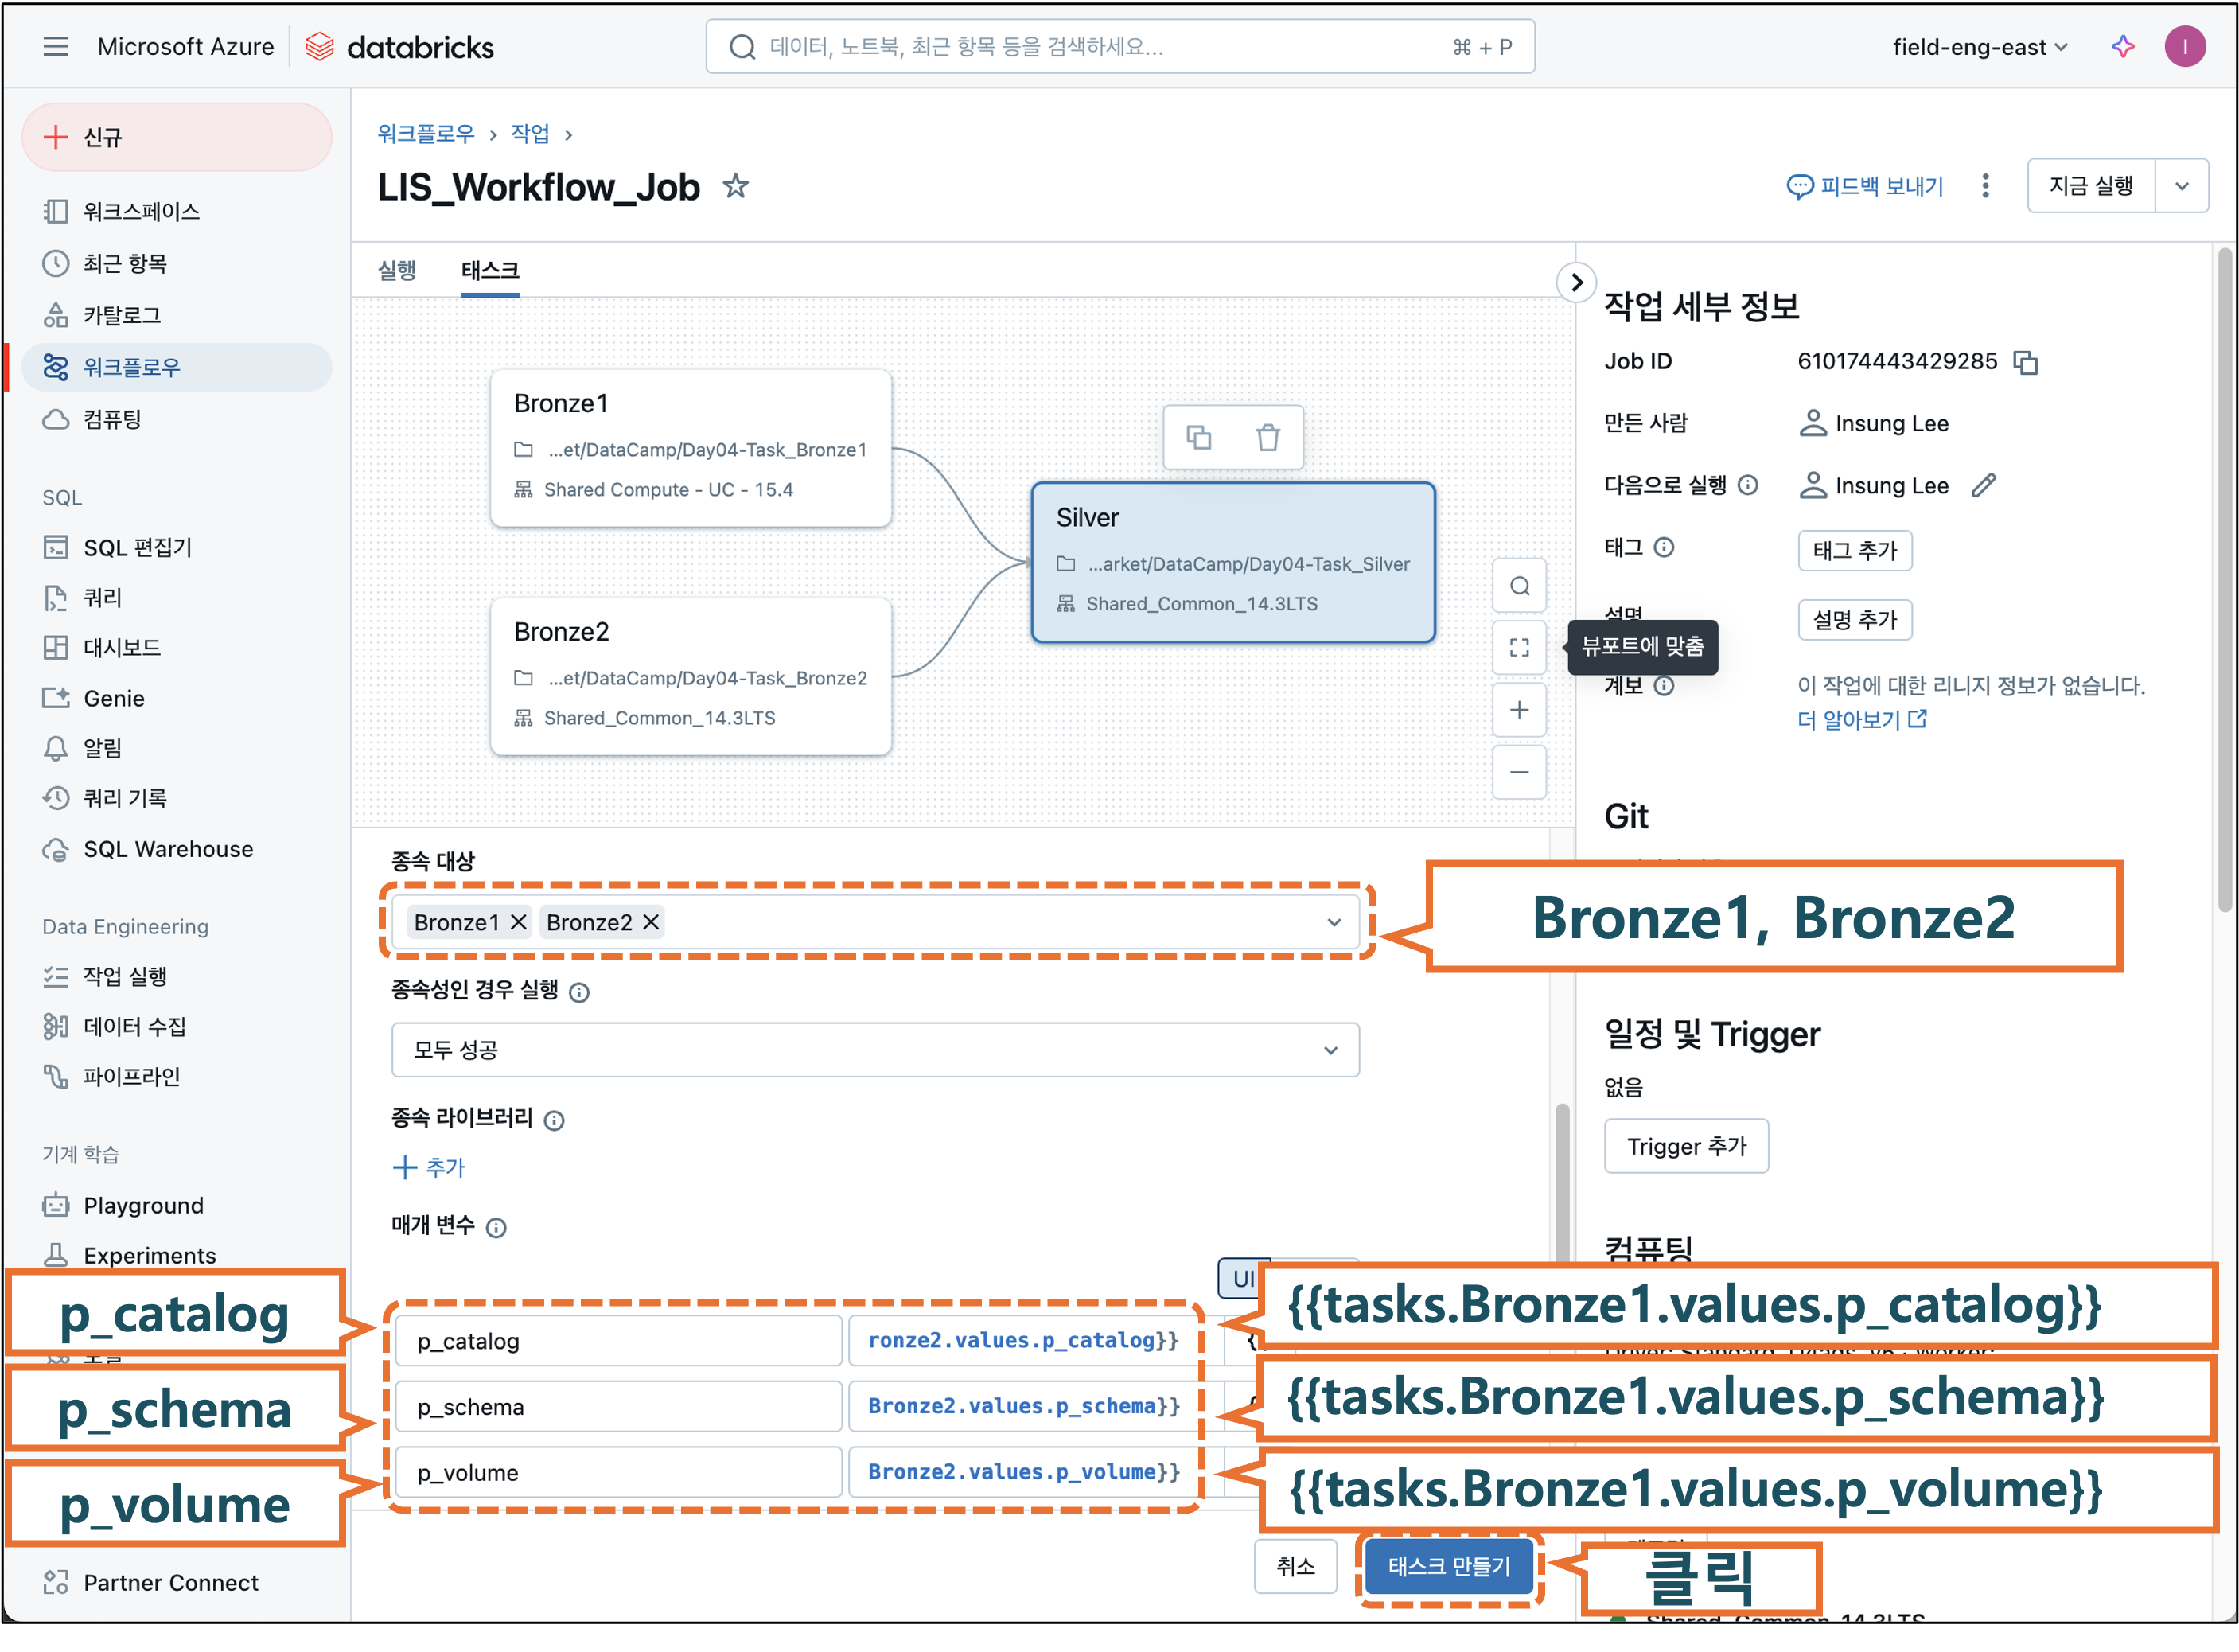 Microsoft Azure
databricks
데이터, 노트북, 최근 항목 등을 검색하세요...
⌘ + P
field-eng-east
I
신규
워크스페이스
최근 항목
카탈로그
워크플로우
컴퓨팅
SQL
SQL 편집기
쿼리
대시보드
Genie
알림
쿼리 기록
SQL Warehouse
Data Engineering
작업 실행
데이터 수집
파이프라인
기계 학습
Playground
Experiments
p_catalog
p_schema
p_volume
Partner Connect
워크플로우 › 작업 ›
LIS_Workflow_Job
피드백 보내기
지금 실행
실행
태스크
Bronze1
...et/DataCamp/Day04-Task_Bronze1
Shared Compute - UC - 15.4
Bronze2
...et/DataCamp/Day04-Task_Bronze2
Shared_Common_14.3LTS
Silver
...arket/DataCamp/Day04-Task_Silver
Shared_Common_14.3LTS
뷰포트에 맞춤
종속 대상
Bronze1
Bronze2
Bronze1, Bronze2
종속성인 경우 실행
모두 성공
종속 라이브러리
추가
매개 변수
UI
p_catalog
ronze2.values.p_catalog}}
{{tasks.Bronze1.values.p_catalog}}
p_schema
Bronze2.values.p_schema}}
{{tasks.Bronze1.values.p_schema}}
p_volume
Bronze2.values.p_volume}}
{{tasks.Bronze1.values.p_volume}}
취소
태스크 만들기
클릭
작업 세부 정보
Job ID
610174443429285
만든 사람
Insung Lee
다음으로 실행
Insung Lee
태그
태그 추가
설명
설명 추가
계보
이 작업에 대한 리니지 정보가 없습니다.
더 알아보기
Git
일정 및 Trigger
없음
Trigger 추가
컴퓨팅
Shared_Common_14.3LTS